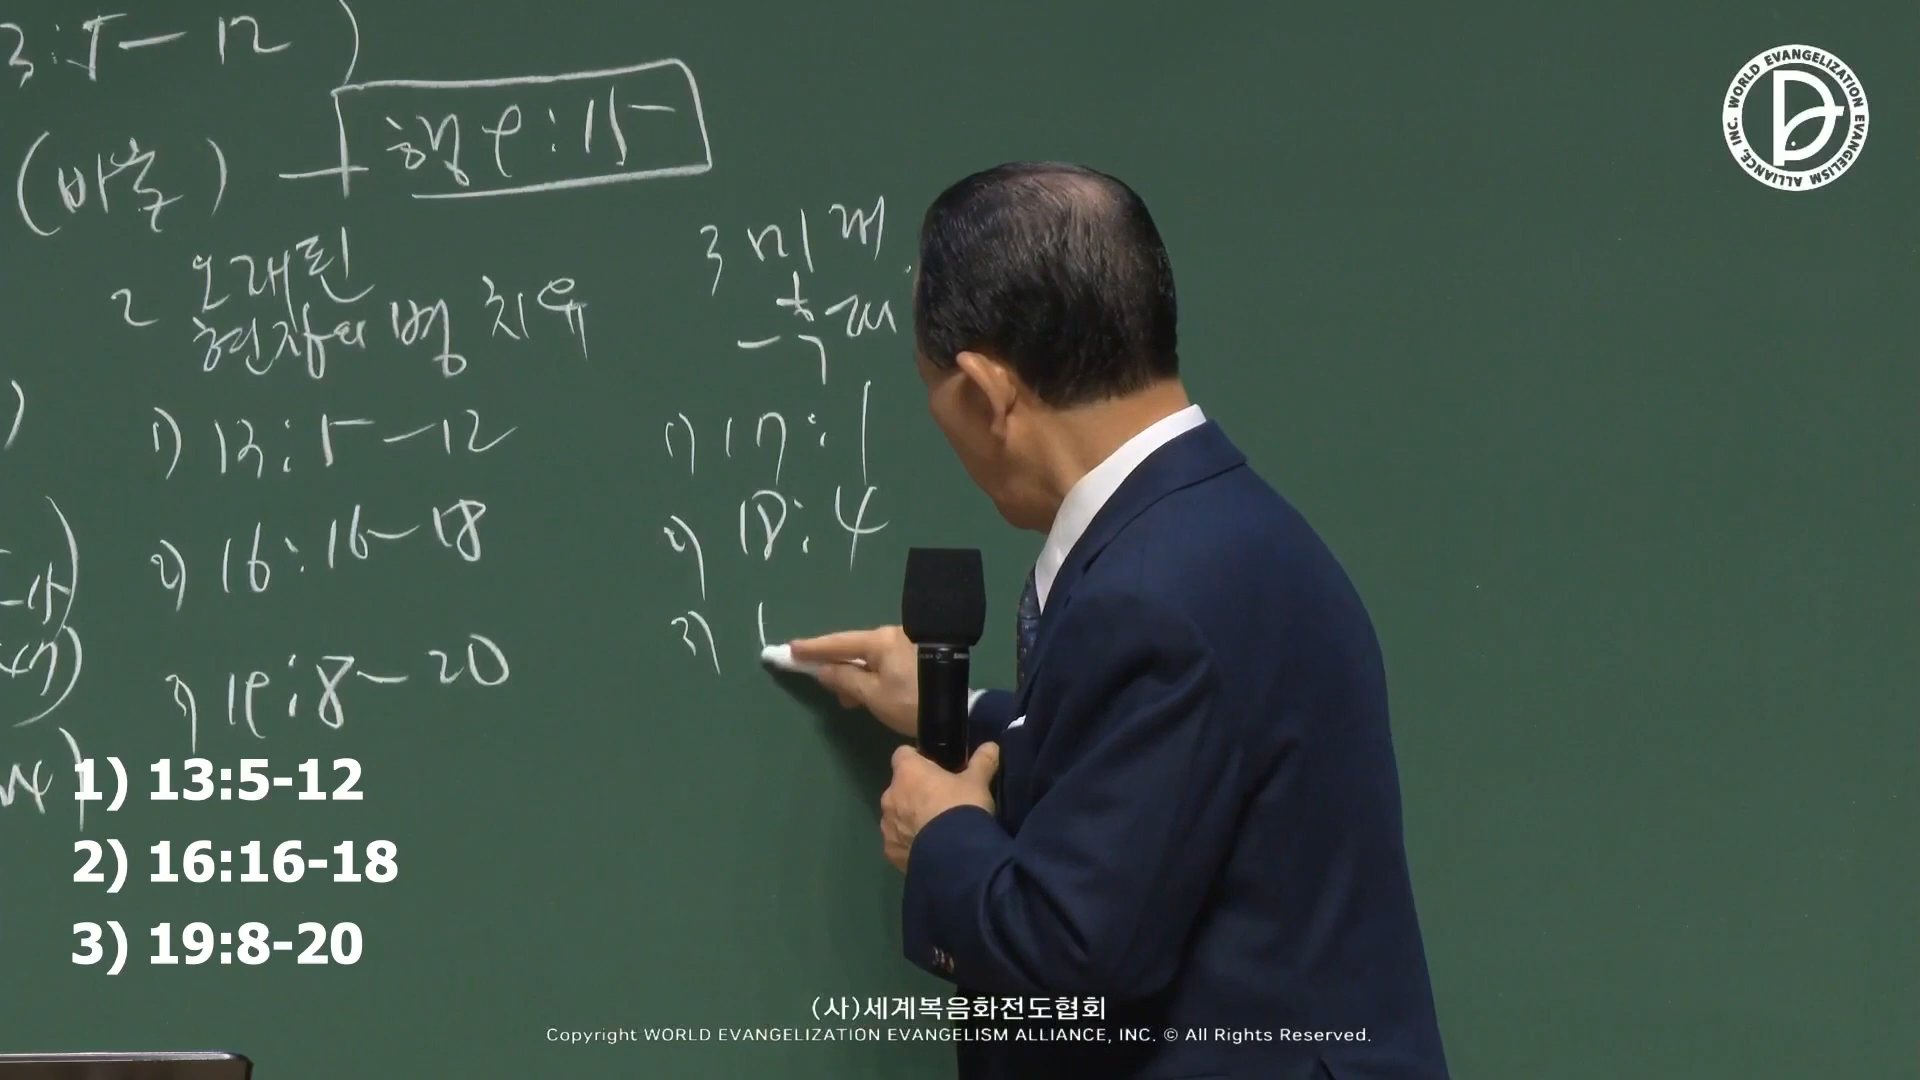 3:5-12)
(바울) 행9:15
2 오래된
현장의 병 치유
1) 13:5-12
2) 16:16-18
3) 19:8-20
3 미래
1) 17:1
2) 18:4
3) 1
1) 13:5-12
2) 16:16-18
3) 19:8-20
WORLD EVANGELIZATION EVANGELISM ALLIANCE, INC.
(사)세계복음화전도협회
Copyright WORLD EVANGELIZATION EVANGELISM ALLIANCE, INC. © All Rights Reserved.